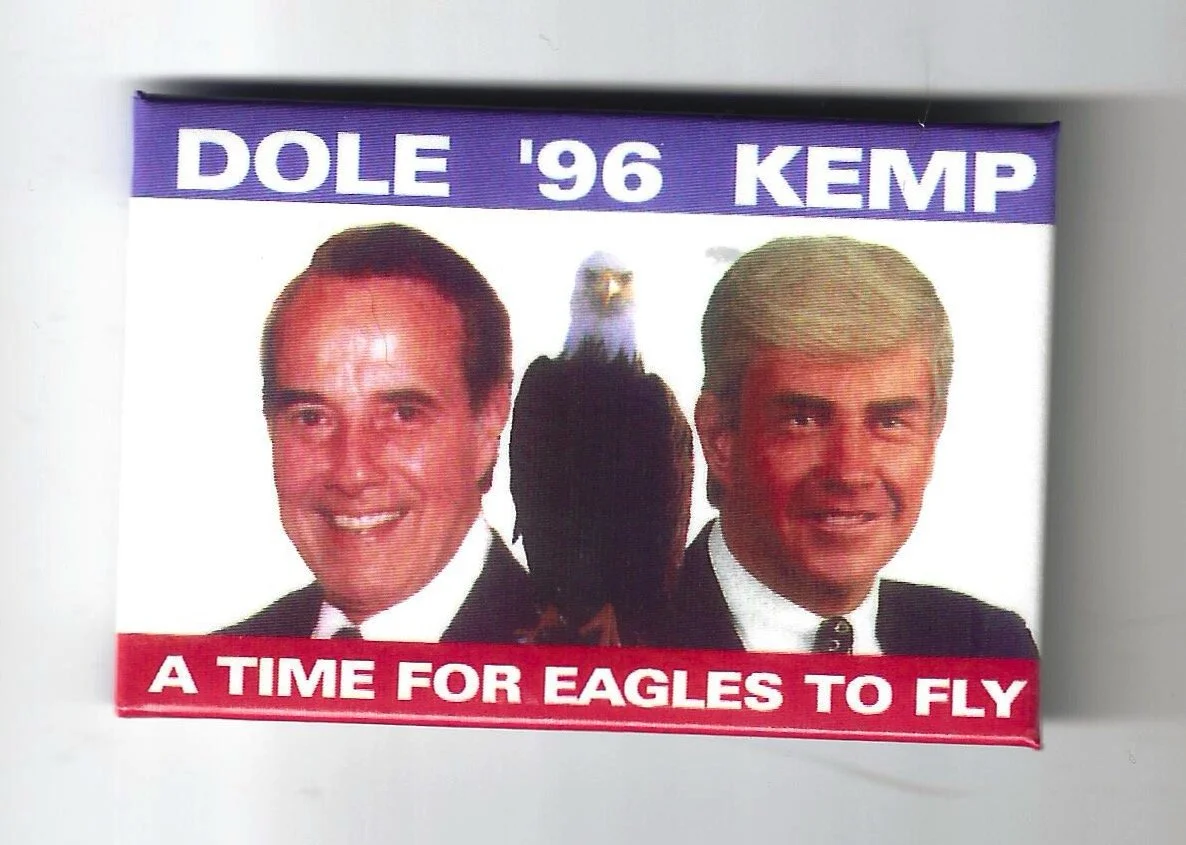 DOLE '96 KEMP
A TIME FOR EAGLES TO FLY